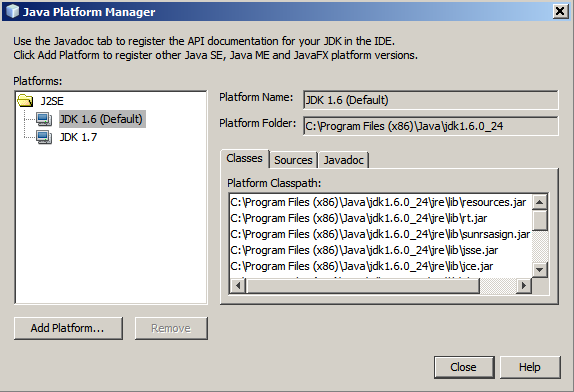 Java Platform Manager
Use the Javadoc tab to register the API documentation for your JDK in the IDE.
Click Add Platform to register other Java SE, Java ME and JavaFX platform versions.
Platforms:
J2SE
JDK 1.6 (Default)
JDK 1.7
Platform Name: JDK 1.6 (Default)
Platform Folder: C:\Program Files (x86)\Java\jdk1.6.0_24
Classes Sources Javadoc
Platform Classpath:
C:\Program Files (x86)\Java\jdk1.6.0_24\jre\lib\resources.jar
C:\Program Files (x86)\Java\jdk1.6.0_24\jre\lib\rt.jar
C:\Program Files (x86)\Java\jdk1.6.0_24\jre\lib\sunrsasign.jar
C:\Program Files (x86)\Java\jdk1.6.0_24\jre\lib\jsse.jar
C:\Program Files (x86)\Java\jdk1.6.0_24\jre\lib\jce.jar
Add Platform... Remove
Close Help